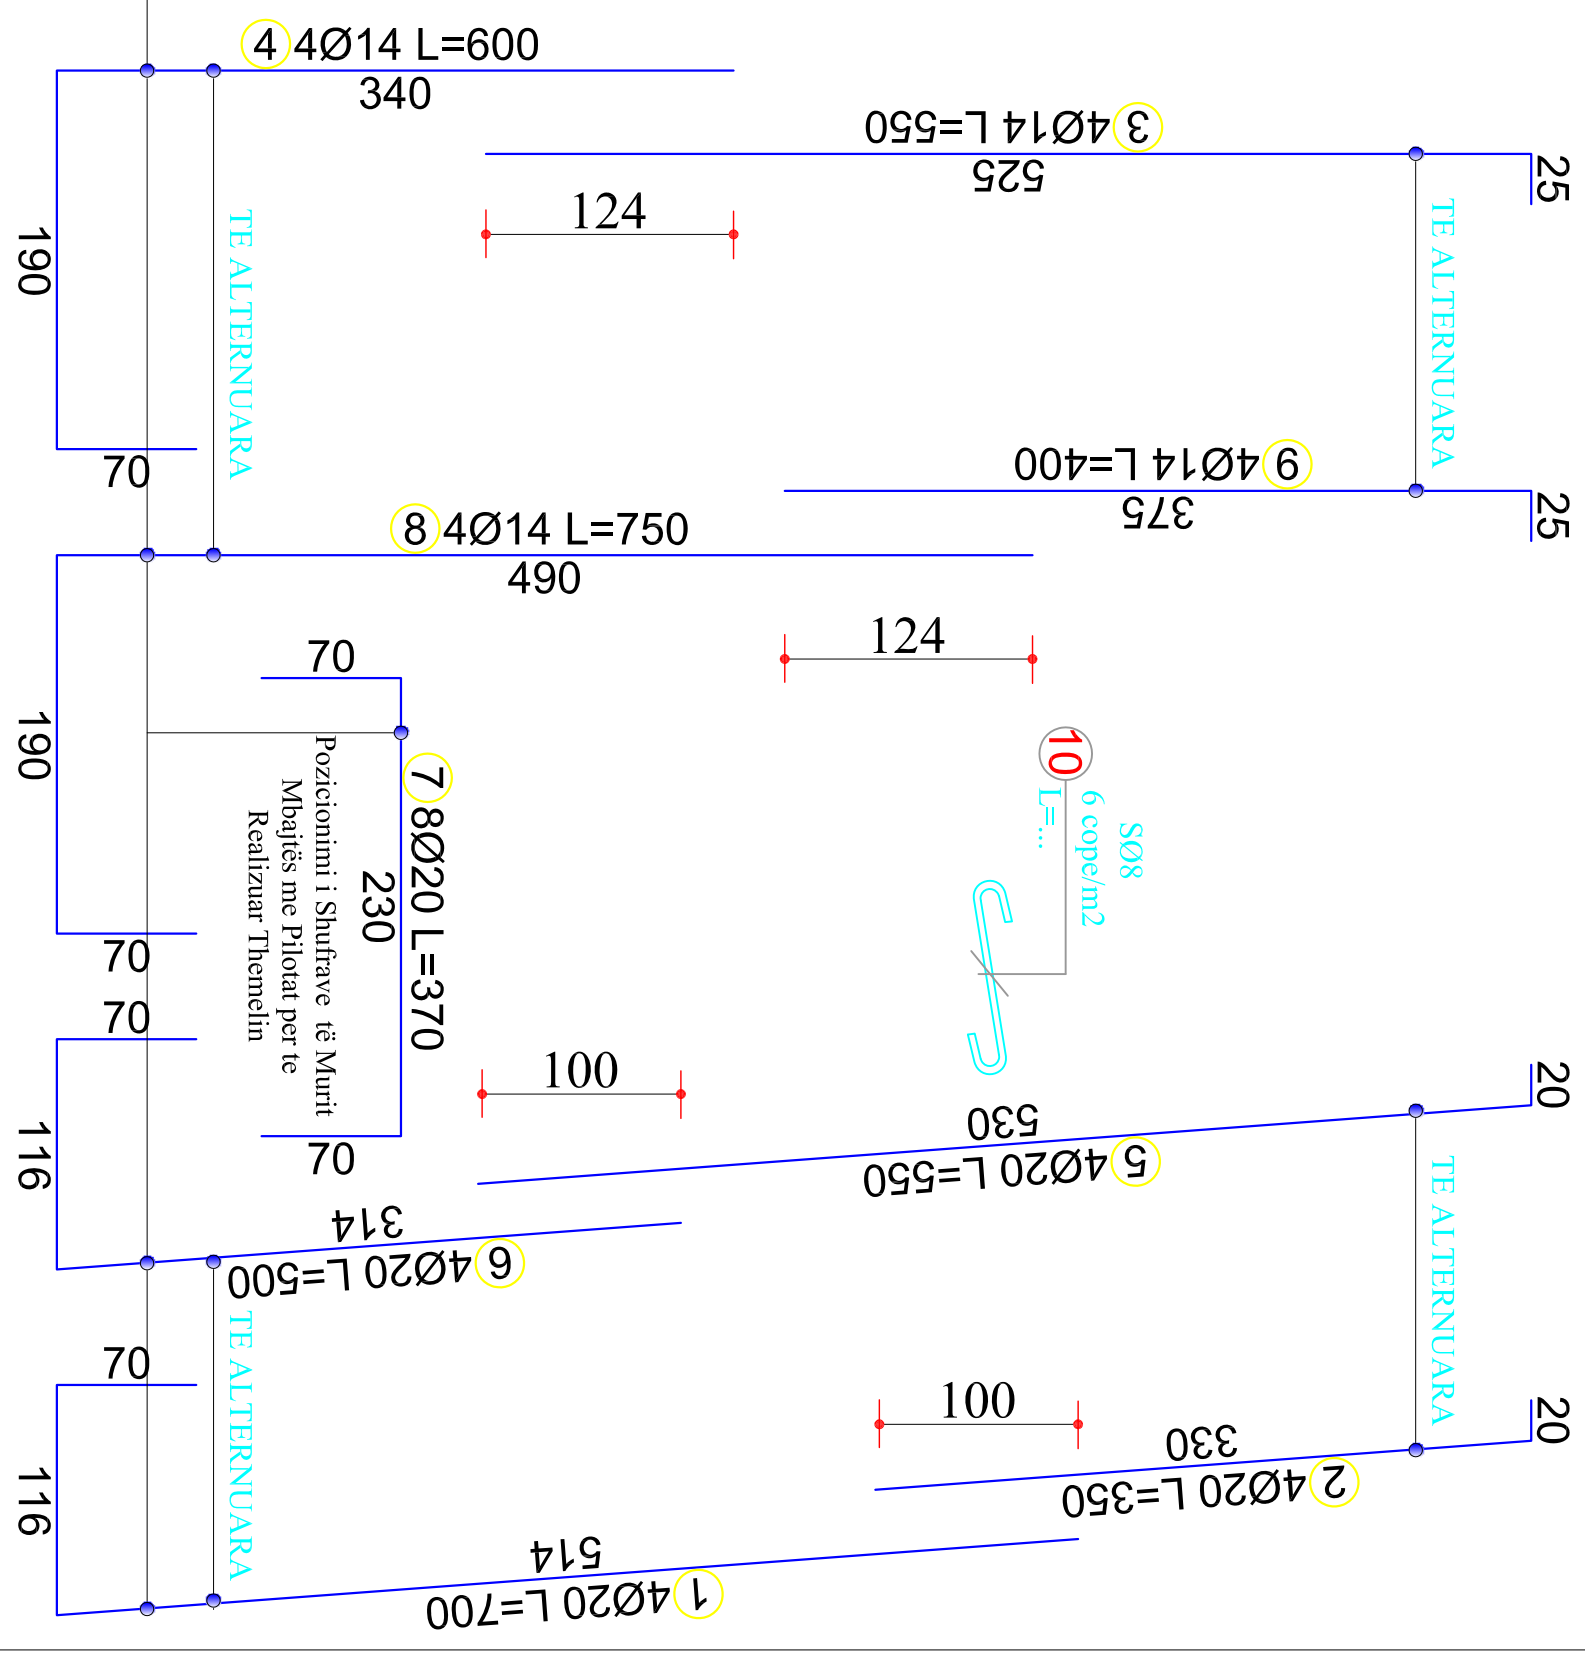 4 4Ø14 L=600
340
3 4Ø14 L=550
525
25
124
190
TE ALTERNUARA
TE ALTERNUARA
70
9 4Ø14 L=400
375
25
8 4Ø14 L=750
490
124
190
70
70
7 8Ø20 L=370
230
Pozicionimi i Shufrave të Murit
Mbajtës me Pilotat per te
Realizuar Themelin
70
10
SØ8
6 cope/m2
L=...
70
116
100
530
5 4Ø20 L=550
20
314
6 4Ø20 L=500
TE ALTERNUARA
TE ALTERNUARA
70
116
100
330
2 4Ø20 L=350
20
514
1 4Ø20 L=700